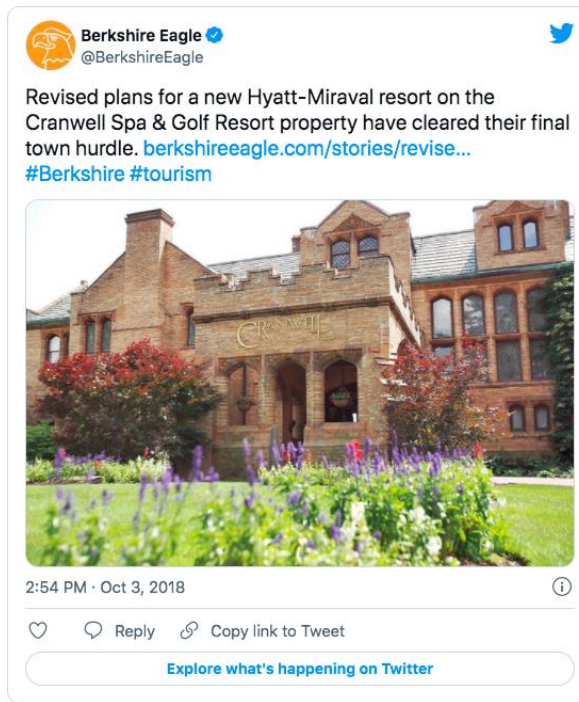 Berkshire Eagle
@BerkshireEagle
Revised plans for a new Hyatt-Miraval resort on the
Cranwell Spa & Golf Resort property have cleared their final
town hurdle. berkshireeagle.com/stories/revise...
#Berkshire #tourism
CRANWELL
2:54 PM · Oct 3, 2018
Reply
Copy link to Tweet
Explore what's happening on Twitter